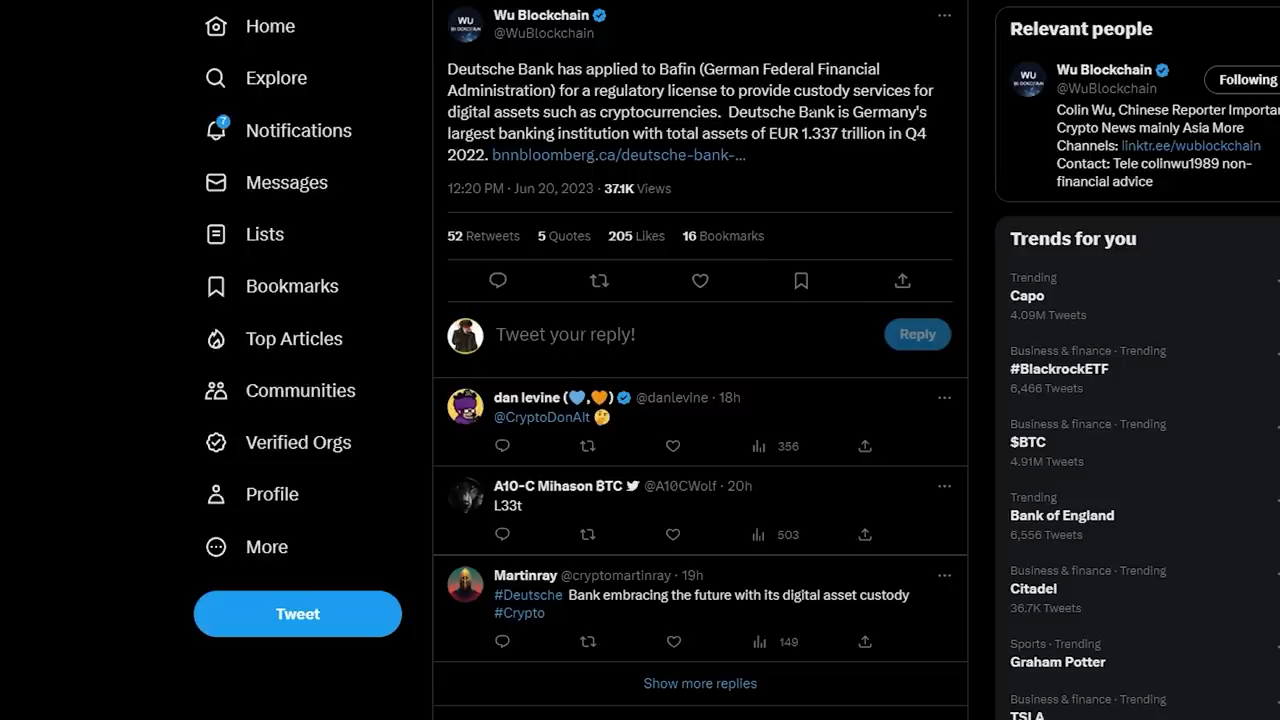 Home
Explore
7
Notifications
Messages
Lists
Bookmarks
Top Articles
Communities
Verified Orgs
Profile
More
Tweet
WU
BLOCKCHAIN
Wu Blockchain
@WuBlockchain
Deutsche Bank has applied to Bafin (German Federal Financial
Administration) for a regulatory license to provide custody services for
digital assets such as cryptocurrencies. Deutsche Bank is Germany's
largest banking institution with total assets of EUR 1.337 trillion in Q4
2022. bnnbloomberg.ca/deutsche-bank-...
12:20 PM · Jun 20, 2023 · 37.1K Views
52 Retweets 5 Quotes 205 Likes 16 Bookmarks
Tweet your reply!
Reply
dan levine (🩵,🧡) @danlevine · 18h
@CryptoDonAlt 🤔
356
A10-C Mihason ₿TC @A10CWolf · 20h
L33t
503
Martinray @cryptomartinray · 19h
#Deutsche Bank embracing the future with its digital asset custody
#Crypto
149
Show more replies
Relevant people
WU
BLOCKCHAIN
Wu Blockchain
@WuBlockchain
Following
Colin Wu, Chinese Reporter Importan
Crypto News mainly Asia More
Channels: linktr.ee/wublockchain
Contact: Tele colinwu1989 non-
financial advice
Trends for you
Trending
Capo
4.09M Tweets
Business & finance · Trending
#BlackrockETF
6,466 Tweets
Business & finance · Trending
$BTC
4.91M Tweets
Trending
Bank of England
6,556 Tweets
Business & finance · Trending
Citadel
36.7K Tweets
Sports · Trending
Graham Potter
Business & finance · Trending
TSLA